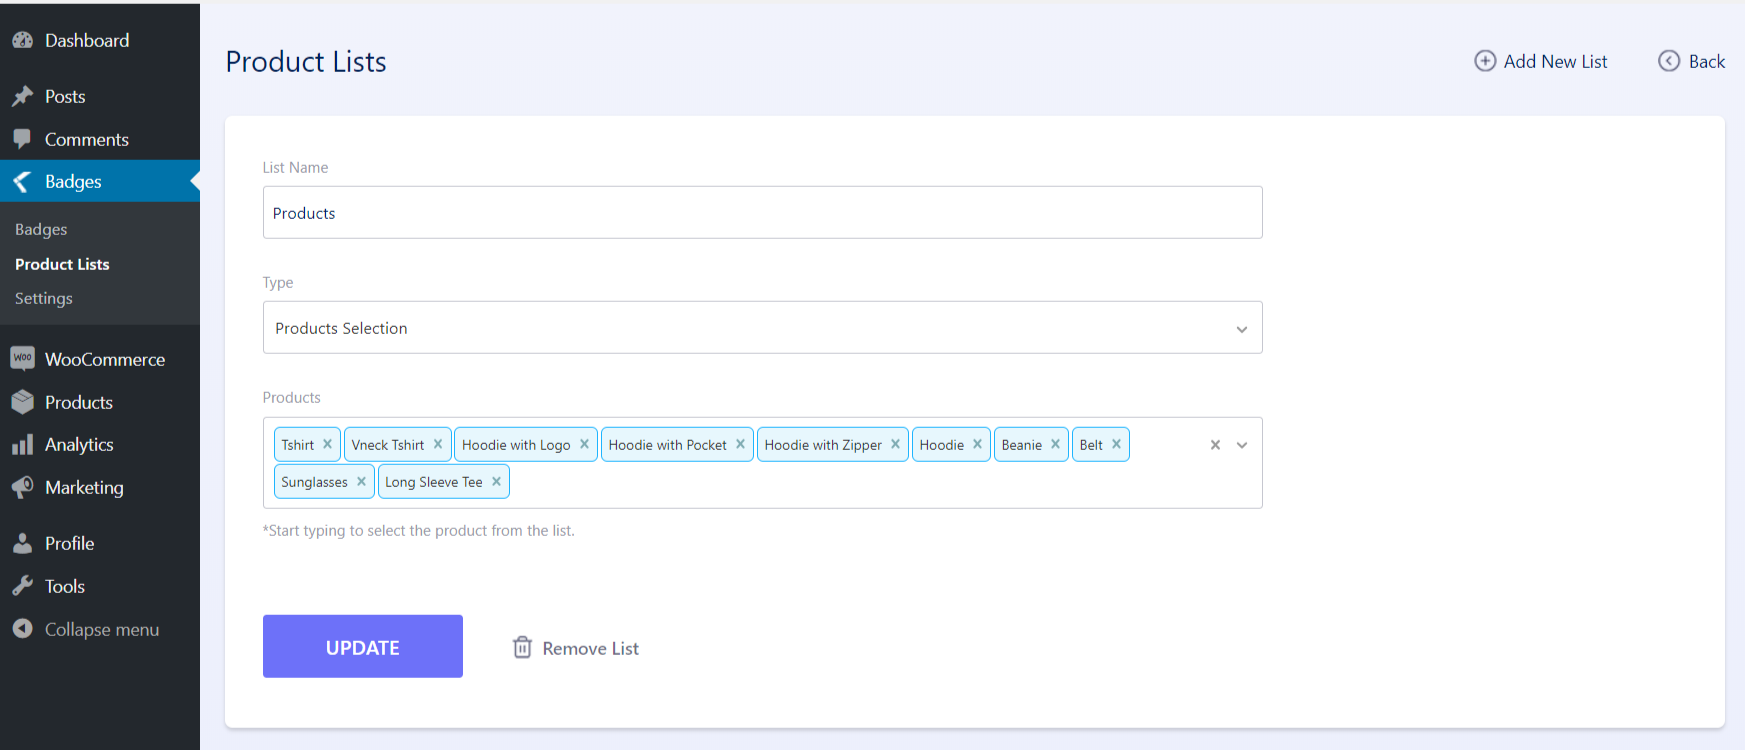 Dashboard
Posts
Comments
Badges
Badges
Product Lists
Settings
WOO WooCommerce
Products
Analytics
Marketing
Profile
Tools
Collapse menu
Product Lists
Add New List
Back
List Name
Products
Type
Products Selection
Products
Tshirt × Vneck Tshirt × Hoodie with Logo × Hoodie with Pocket × Hoodie with Zipper × Hoodie × Beanie × Belt ×
Sunglasses × Long Sleeve Tee ×
*Start typing to select the product from the list.
UPDATE
Remove List